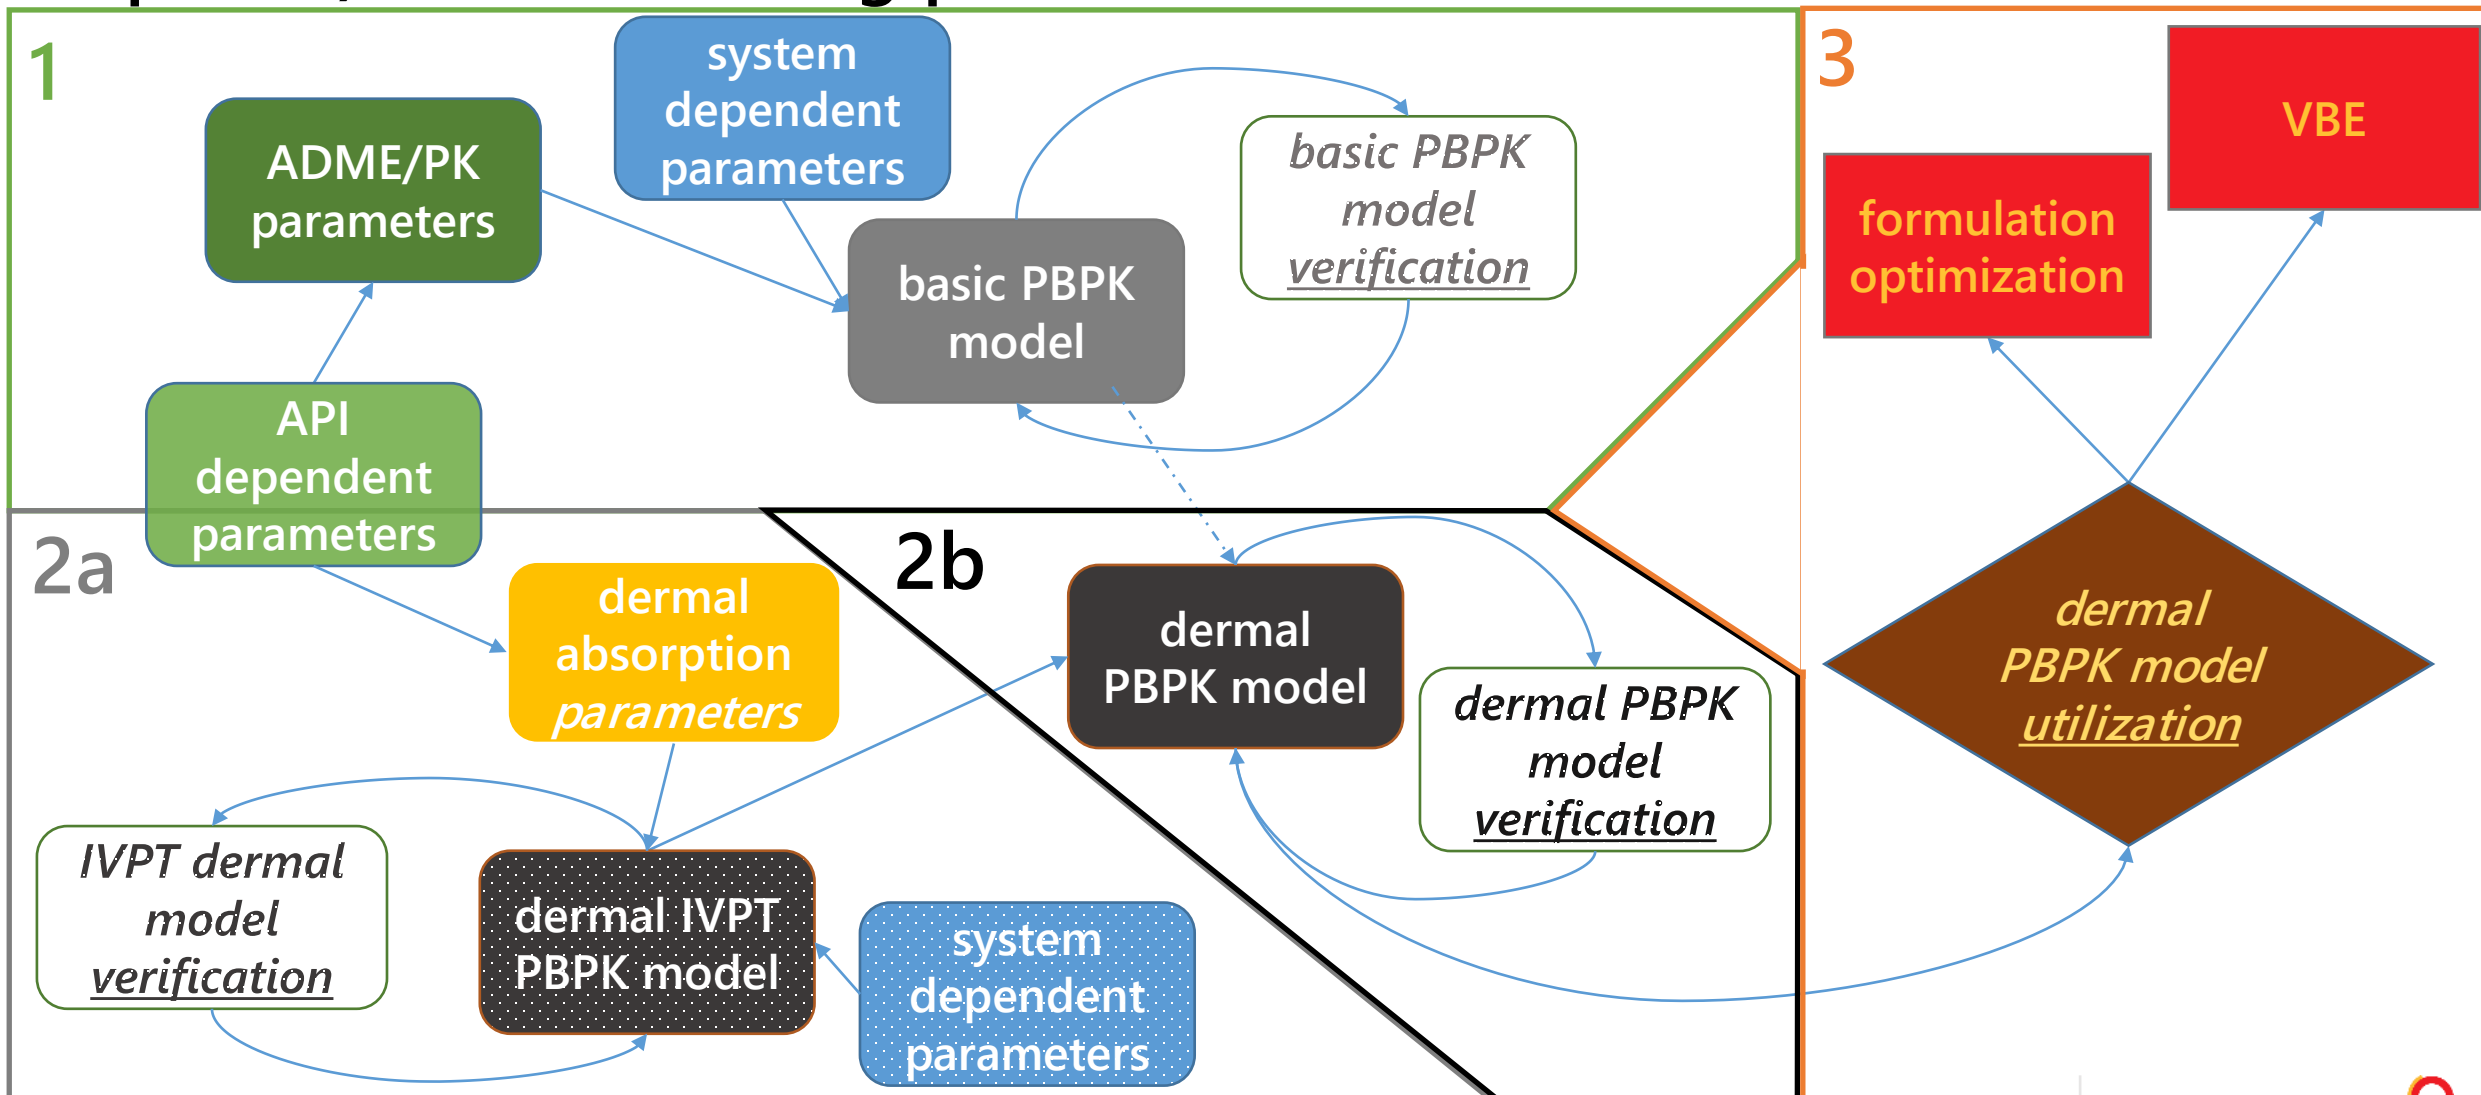 1
system
dependent
parameters
ADME/PK
parameters
basic PBPK
model
verification
basic PBPK
model
API
dependent
parameters
3
VBE
formulation
optimization
dermal
PBPK model
utilization
2a
dermal
absorption
parameters
IVPT dermal
model
verification
dermal IVPT
PBPK model
system
dependent
parameters
2b
dermal
PBPK model
dermal PBPK
model
verification